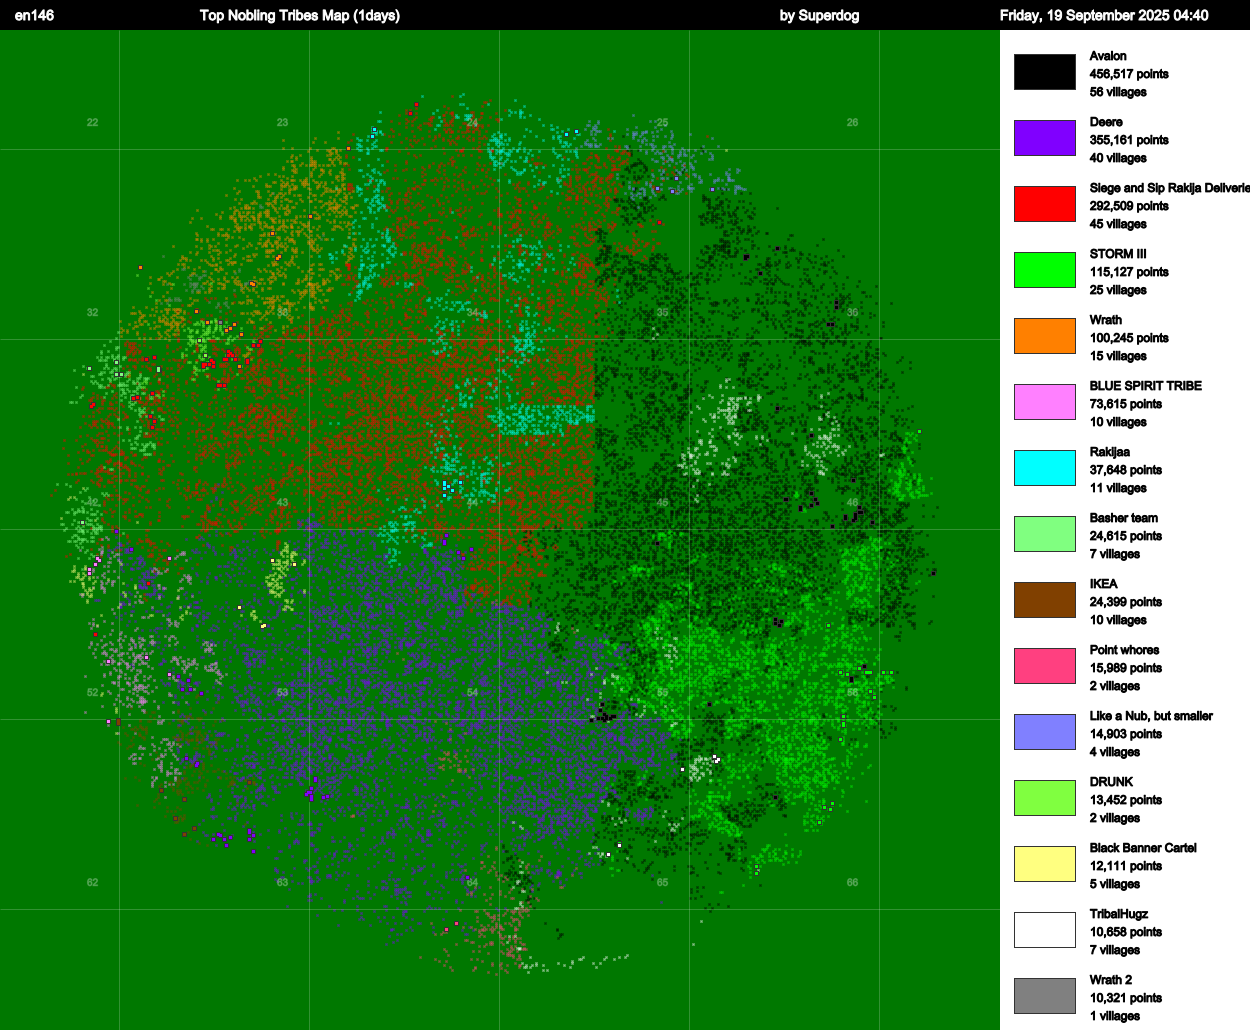 en146 Top Nobling Tribes Map (1days) by Superdog Friday, 19 September 2025 04:40
Avalon
456,517 points
56 villages
Deere
355,161 points
40 villages
Siege and Sip Rakija Deliverie
292,509 points
45 villages
STORM III
115,127 points
25 villages
Wrath
100,245 points
15 villages
BLUE SPIRIT TRIBE
73,615 points
10 villages
Rakijaa
37,648 points
11 villages
Basher team
24,615 points
7 villages
IKEA
24,399 points
10 villages
Point whores
15,989 points
2 villages
Like a Nub, but smaller
14,903 points
4 villages
DRUNK
13,452 points
2 villages
Black Banner Cartel
12,111 points
5 villages
TribalHugz
10,658 points
7 villages
Wrath 2
10,321 points
1 villages
22 23 24 25 26
32 33 34 35 36
42 43 44 45 46
52 53 54 55 56
62 63 64 65 66